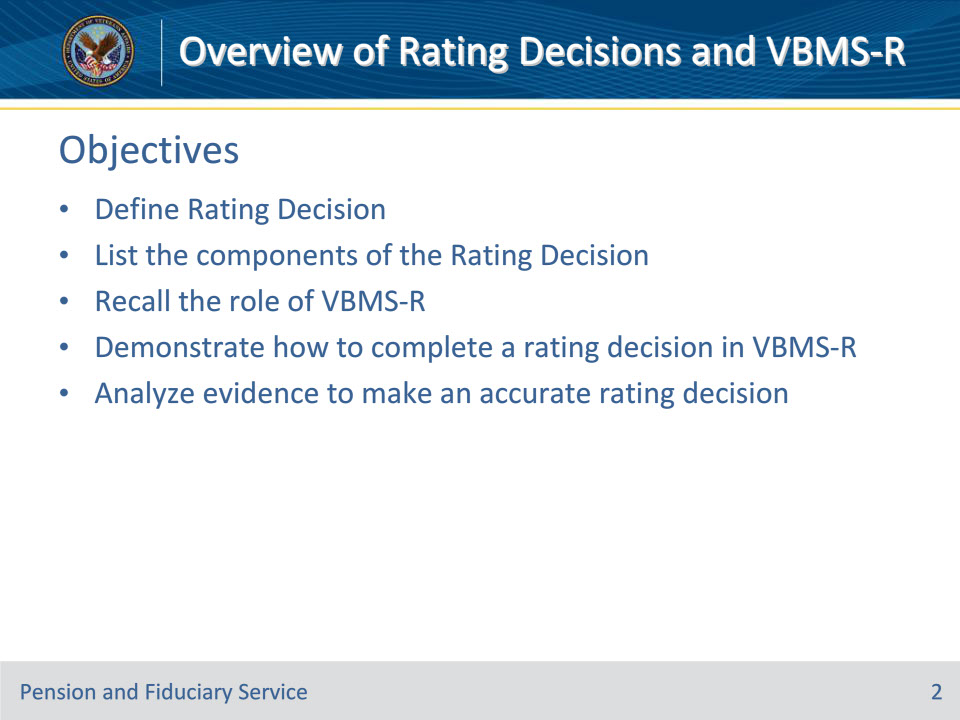 Overview of Rating Decisions and VBMS-R
Objectives
• Define Rating Decision
• List the components of the Rating Decision
• Recall the role of VBMS-R
• Demonstrate how to complete a rating decision in VBMS-R
• Analyze evidence to make an accurate rating decision
Pension and Fiduciary Service
2